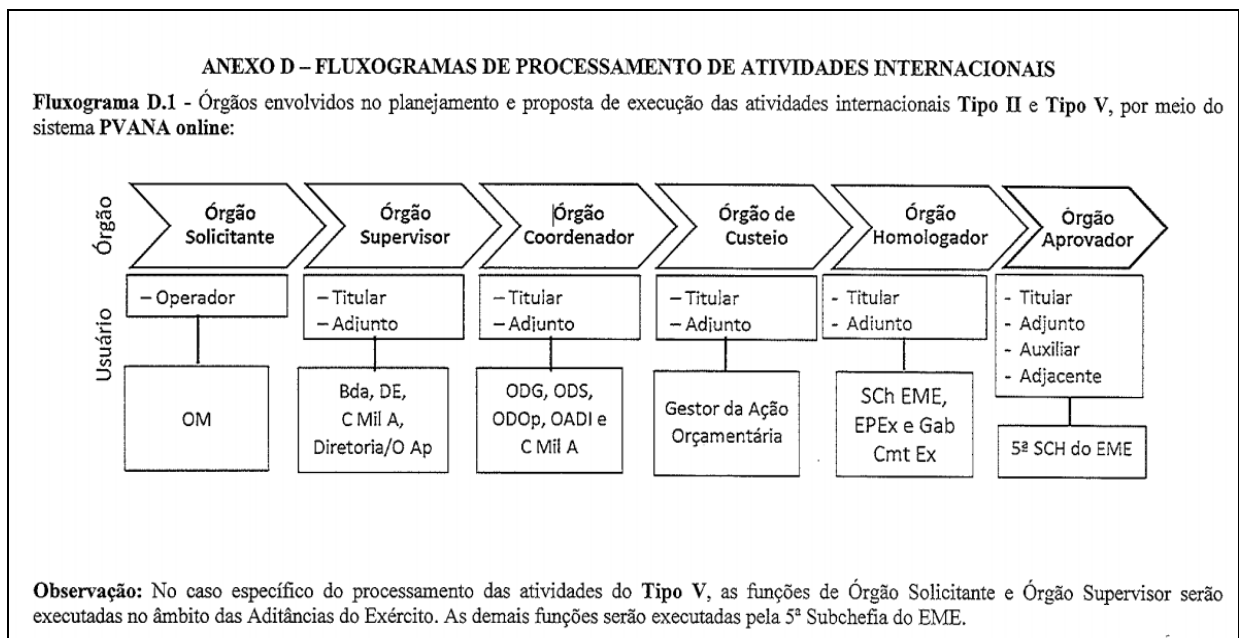 ANEXO D – FLUXOGRAMAS DE PROCESSAMENTO DE ATIVIDADES INTERNACIONAIS
Fluxograma D.1 - Órgãos envolvidos no planejamento e proposta de execução das atividades internacionais Tipo II e Tipo V, por meio do
sistema PVANA online:
Órgão
Órgão
Solicitante
Órgão
Supervisor
Órgão
Coordenador
Órgão de
Custeio
Órgão
Homologador
Órgão
Aprovador
Usuário
– Operador
– Titular
– Adjunto
– Titular
– Adjunto
– Titular
– Adjunto
- Titular
- Adjunto
- Titular
- Adjunto
- Auxiliar
- Adjacente
OM
Bda, DE,
C Mil A,
Diretoria/O Ap
ODG, ODS,
ODOp, OADI e
C Mil A
Gestor da Ação
Orçamentária
SCh EME,
EPEx e Gab
Cmt Ex
5ª SCH do EME
Observação: No caso específico do processamento das atividades do Tipo V, as funções de Órgão Solicitante e Órgão Supervisor serão
executadas no âmbito das Aditâncias do Exército. As demais funções serão executadas pela 5ª Subchefia do EME.